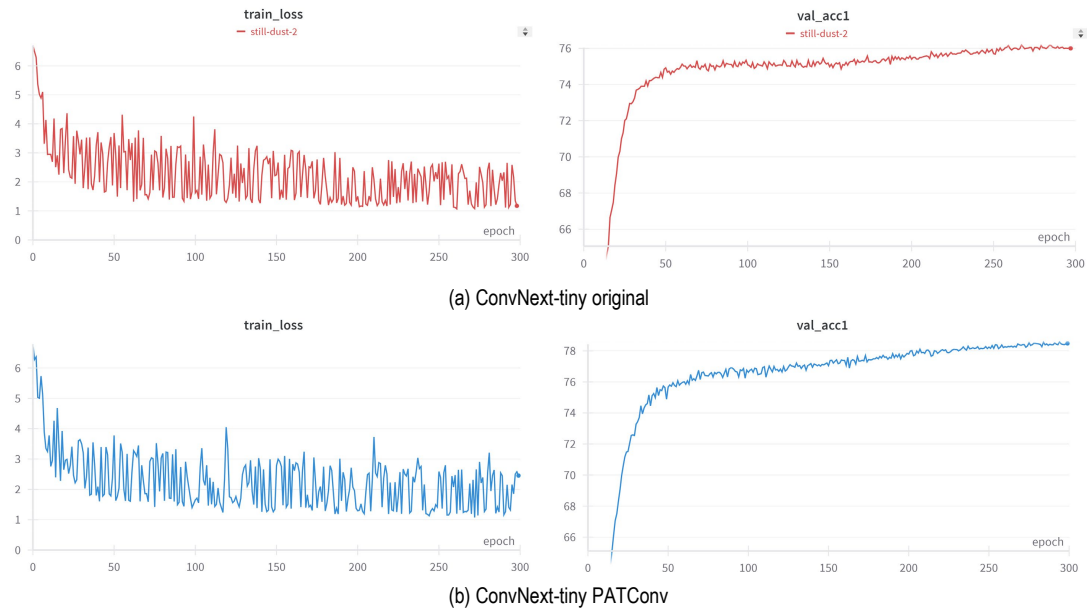 train_loss
still-dust-2
6
5
4
3
2
1
0
epoch
0 50 100 150 200 250 300
val_acc1
still-dust-2
76
74
72
70
68
66
epoch
0 50 100 150 200 250 300
(a) ConvNext-tiny original
train_loss
6
5
4
3
2
1
0
epoch
0 50 100 150 200 250 300
val_acc1
78
76
74
72
70
68
66
epoch
0 50 100 150 200 250 300
(b) ConvNext-tiny PATConv